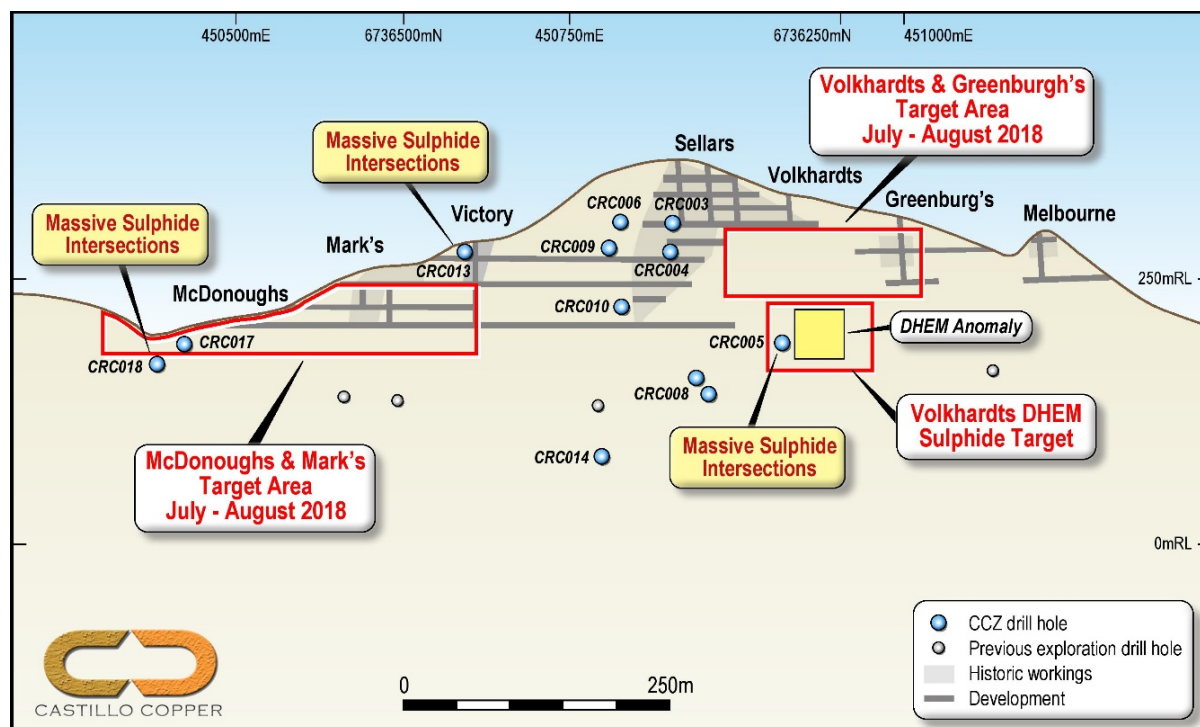 450500mE
6736500mN
450750mE
6736250mN
451000mE
Volkhardts & Greenburgh's
Target Area
July - August 2018
Massive Sulphide
Intersections
Sellars
Volkhardts
Massive Sulphide
Intersections
Victory
CRC006
CRC003
Greenburg's
Melbourne
Mark's
CRC009
CRC013
CRC004
250mRL
McDonoughs
CRC010
CRC017
CRC005
DHEM Anomaly
CRC018
CRC008
Volkhardts DHEM
Sulphide Target
McDonoughs & Mark's
Target Area
July - August 2018
CRC014
Massive Sulphide
Intersections
0mRL
CCZ drill hole
Previous exploration drill hole
Historic workings
Development
0
250m
CASTILLO COPPER